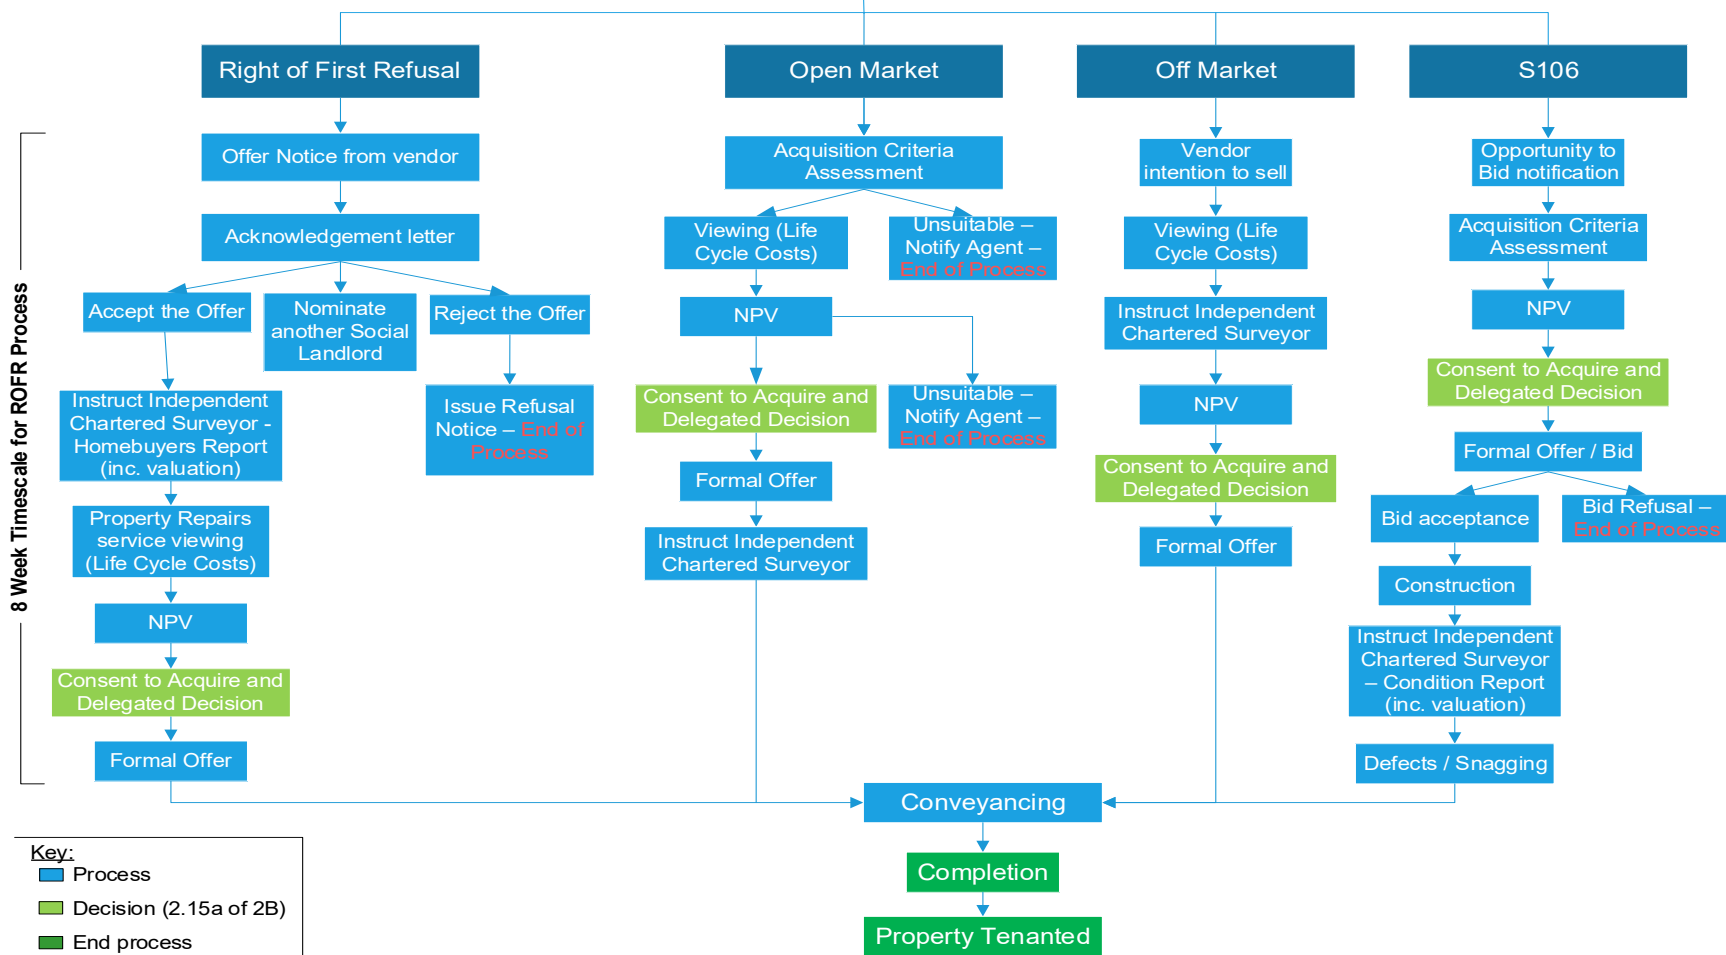 Right of First Refusal
Open Market
Off Market
S106
8 Week Timescale for ROFR Process
Offer Notice from vendor
Acknowledgement letter
Accept the Offer
Nominate
another Social
Landlord
Reject the Offer
Instruct Independent
Chartered Surveyor -
Homebuyers Report
(inc. valuation)
Issue Refusal
Notice – End of
Process
Property Repairs
service viewing
(Life Cycle Costs)
NPV
Consent to Acquire and
Delegated Decision
Formal Offer
Acquisition Criteria
Assessment
Viewing (Life
Cycle Costs)
Unsuitable –
Notify Agent –
End of Process
NPV
Consent to Acquire and
Delegated Decision
Unsuitable –
Notify Agent –
End of Process
Formal Offer
Instruct Independent
Chartered Surveyor
Vendor
intention to sell
Viewing (Life
Cycle Costs)
Instruct Independent
Chartered Surveyor
NPV
Consent to Acquire and
Delegated Decision
Formal Offer
Opportunity to
Bid notification
Acquisition Criteria
Assessment
NPV
Consent to Acquire and
Delegated Decision
Formal Offer / Bid
Bid acceptance
Bid Refusal –
End of Process
Construction
Instruct Independent
Chartered Surveyor
– Condition Report
(inc. valuation)
Defects / Snagging
Conveyancing
Completion
Property Tenanted
Key:
Process
Decision (2.15a of 2B)
End process